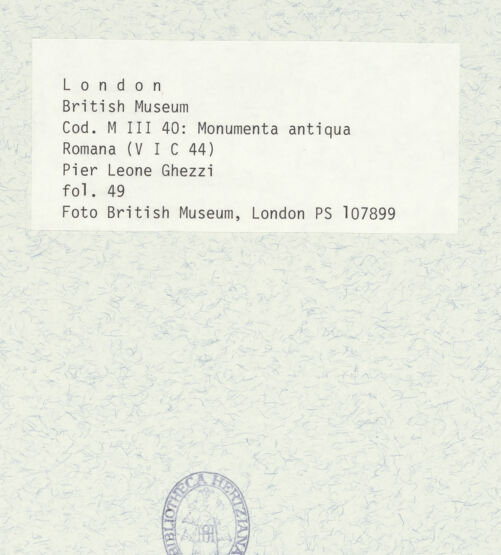 London
British Museum
Cod. M III 40: Monumenta antiqua
Romana (V I C 44)
Pier Leone Ghezzi
fol. 49
Foto British Museum, London PS 107899
BIBLIOTHECA HERTZIANA